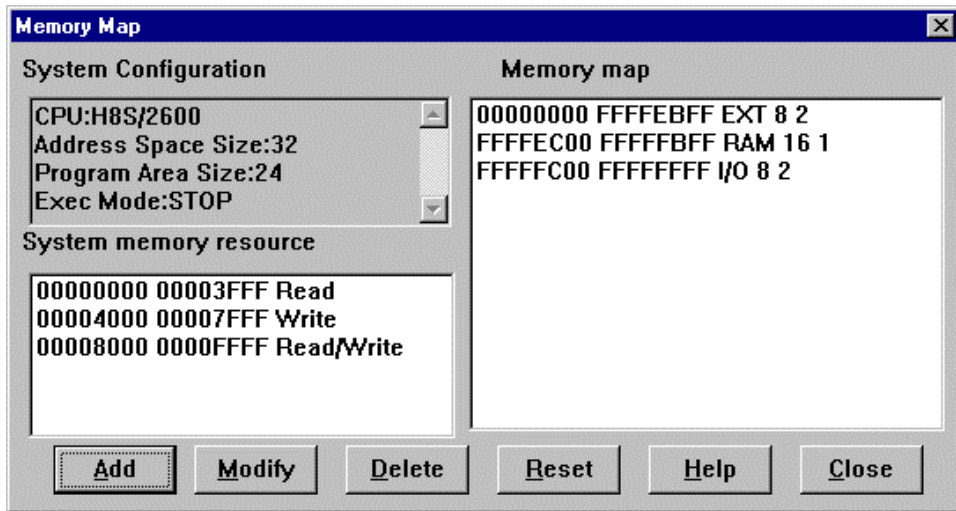 Memory Map
System Configuration
CPU:H8S/2600
Address Space Size:32
Program Area Size:24
Exec Mode:STOP
System memory resource
00000000 00003FFF Read
00004000 00007FFF Write
00008000 0000FFFF Read/Write
Memory map
00000000 FFFFEBFF EXT 8 2
FFFFEC00 FFFFFBFF RAM 16 1
FFFFFC00 FFFFFFFF I/O 8 2
Add Modify Delete Reset Help Close